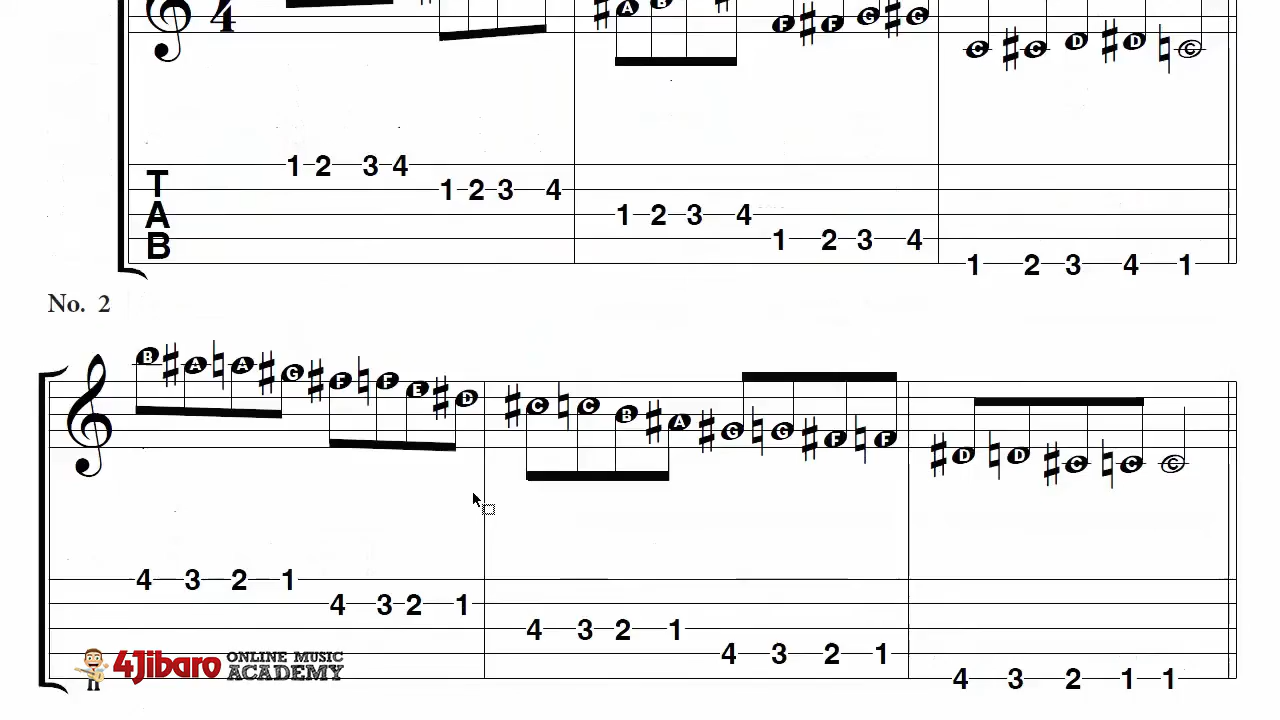 4
♯A B ♯ F ♯F G ♯G
C ♯C D ♯D ♮C
T
A
B
1 2 3 4
1 2 3 4
1 2 3 4
1 2 3 4
1 2 3 4 1
No. 2
B ♯A ♮A ♯G ♯F ♮F E ♯D ♯C ♮C B ♯A ♯G ♮G ♯F ♮F ♯D ♮D ♯C ♮C C
4 3 2 1
4 3 2 1
4 3 2 1
4 3 2 1
4 3 2 1 1
4Jibaro ONLINE MUSIC
ACADEMY